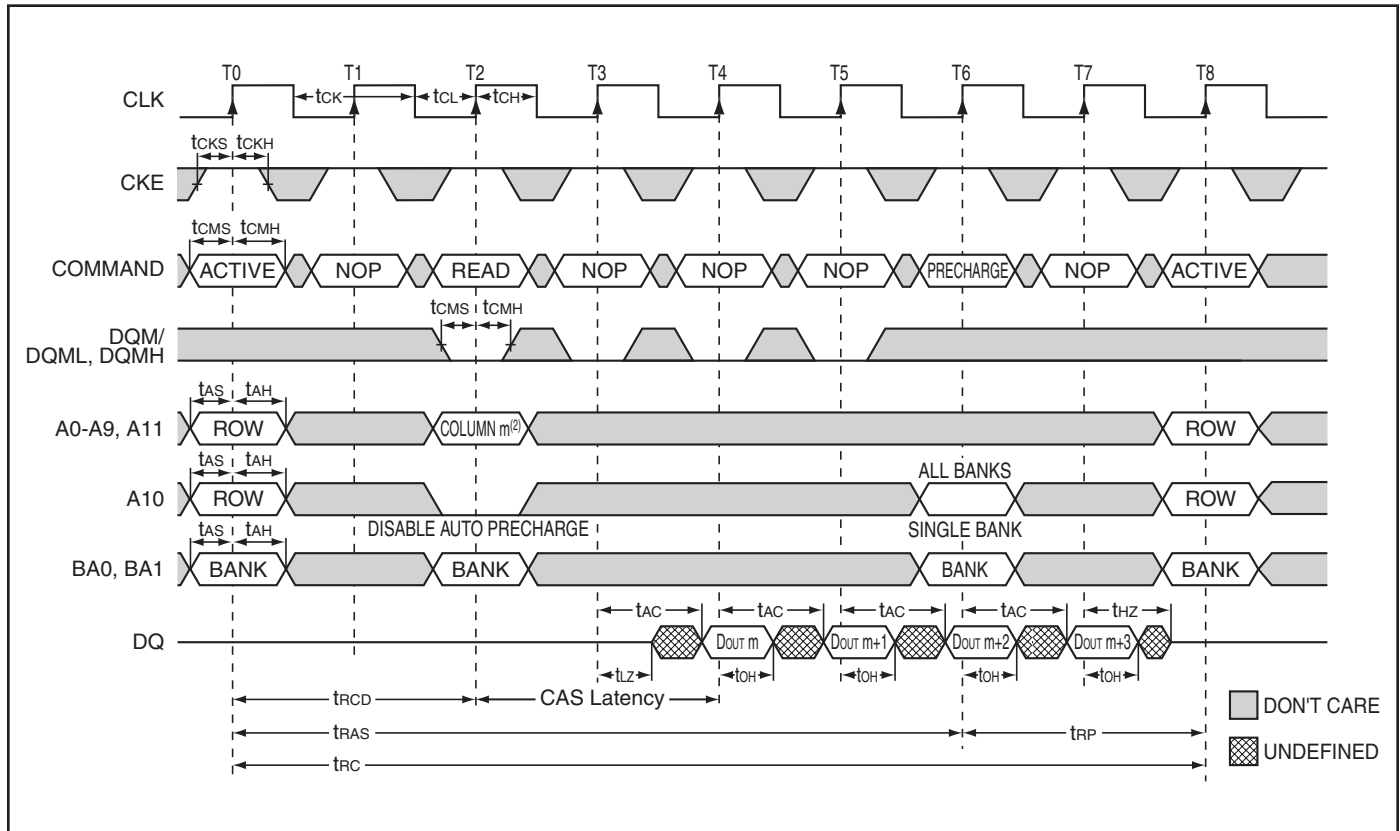 T0 T1 T2 T3 T4 T5 T6 T7 T8
CLK tCK tCL tCH
tCKS tCKH
CKE
tCMS tCMH
COMMAND ACTIVE NOP READ NOP NOP NOP PRECHARGE NOP ACTIVE
tCMS tCMH
DQM/
DQML, DQMH
tAS tAH
A0-A9, A11 ROW COLUMN m(2) ROW
tAS tAH ALL BANKS
A10 ROW ROW
DISABLE AUTO PRECHARGE SINGLE BANK
tAS tAH
BA0, BA1 BANK BANK BANK BANK
tAC tAC tAC tAC tHZ
DQ DOUT m DOUT m+1 DOUT m+2 DOUT m+3
tLZ tOH tOH tOH tOH
tRCD CAS Latency
DON'T CARE
tRAS tRP
UNDEFINED
tRC